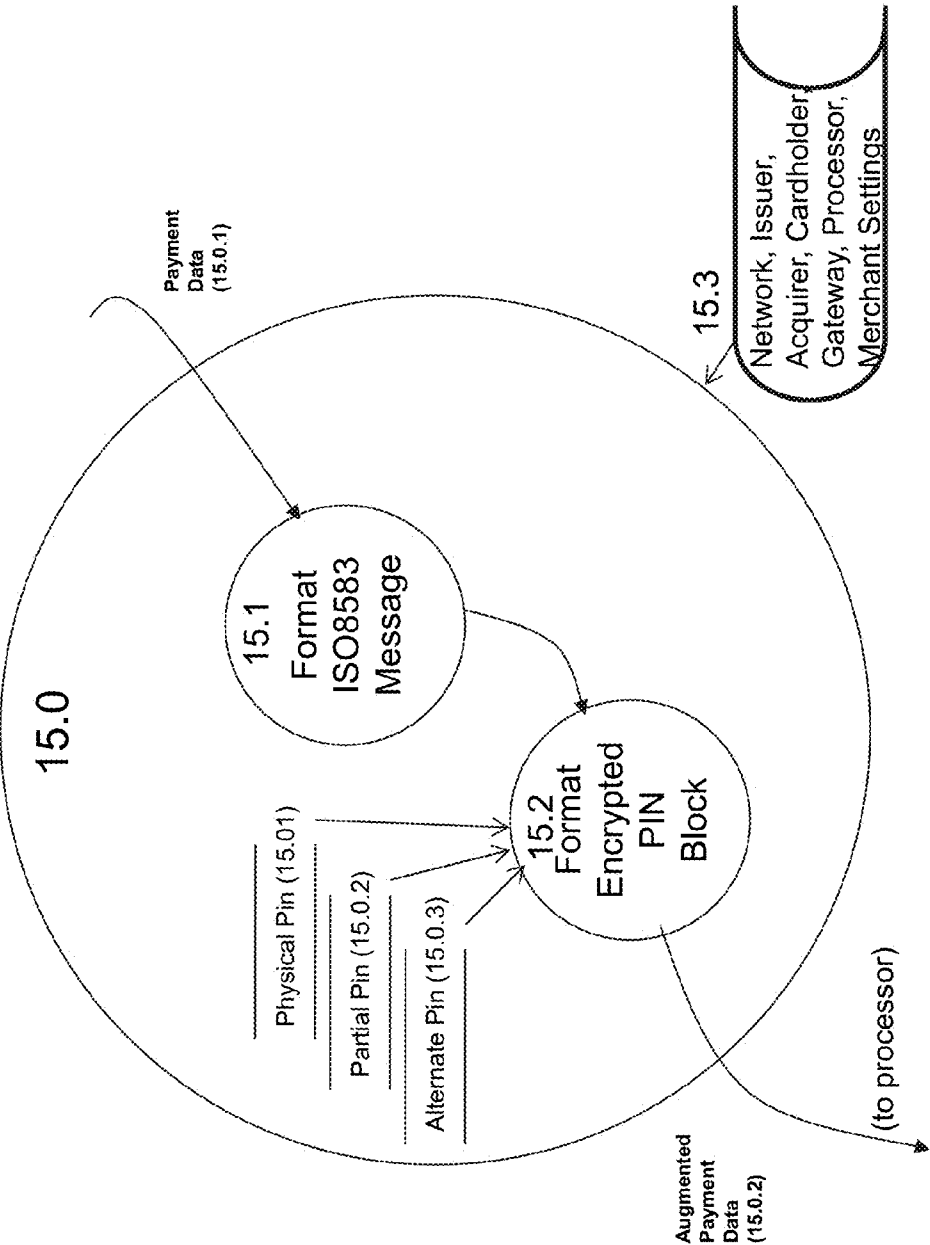 15.0
Payment
Data
(15.0.1)
15.1
Format
ISO8583
Message
Physical Pin (15.01)
Partial Pin (15.0.2)
Alternate Pin (15.0.3)
15.2
Format
Encrypted
PIN
Block
15.3
Network, Issuer,
Acquirer, Cardholder,
Gateway, Processor,
Merchant Settings
Augmented
Payment
Data
(15.0.2)
(to processor)